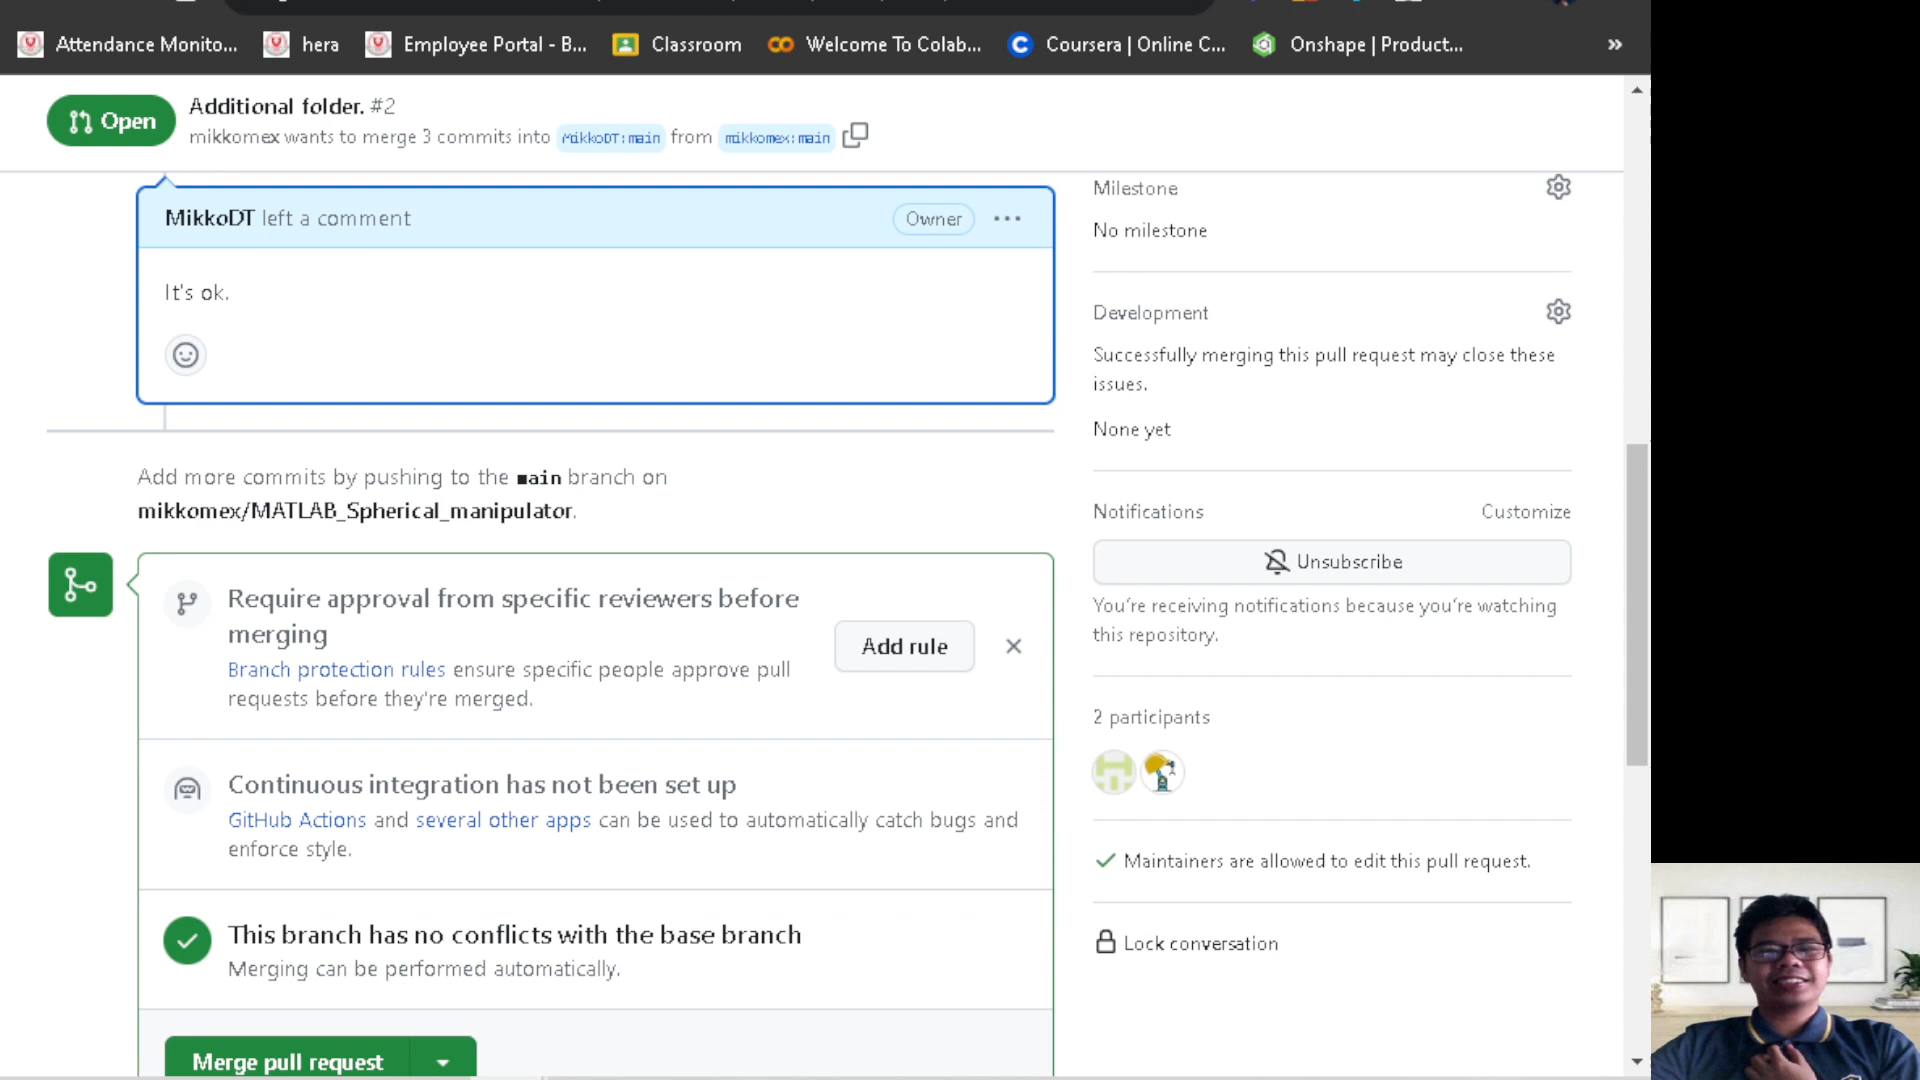 Attendance Monito...
hera
Employee Portal - B...
Classroom
Welcome To Colab...
Coursera | Online C...
Onshape | Product...
»
Open
Additional folder. #2
mikkomex wants to merge 3 commits into MikkoDT:main from mikkomex:main
MikkoDT left a comment
Owner
It's ok.
Add more commits by pushing to the main branch on
mikkomex/MATLAB_Spherical_manipulator.
Require approval from specific reviewers before
merging
Branch protection rules ensure specific people approve pull
requests before they're merged.
Add rule
Continuous integration has not been set up
GitHub Actions and several other apps can be used to automatically catch bugs and
enforce style.
This branch has no conflicts with the base branch
Merging can be performed automatically.
Merge pull request
Milestone
No milestone
Development
Successfully merging this pull request may close these
issues.
None yet
Notifications
Customize
Unsubscribe
You're receiving notifications because you're watching
this repository.
2 participants
Maintainers are allowed to edit this pull request.
Lock conversation